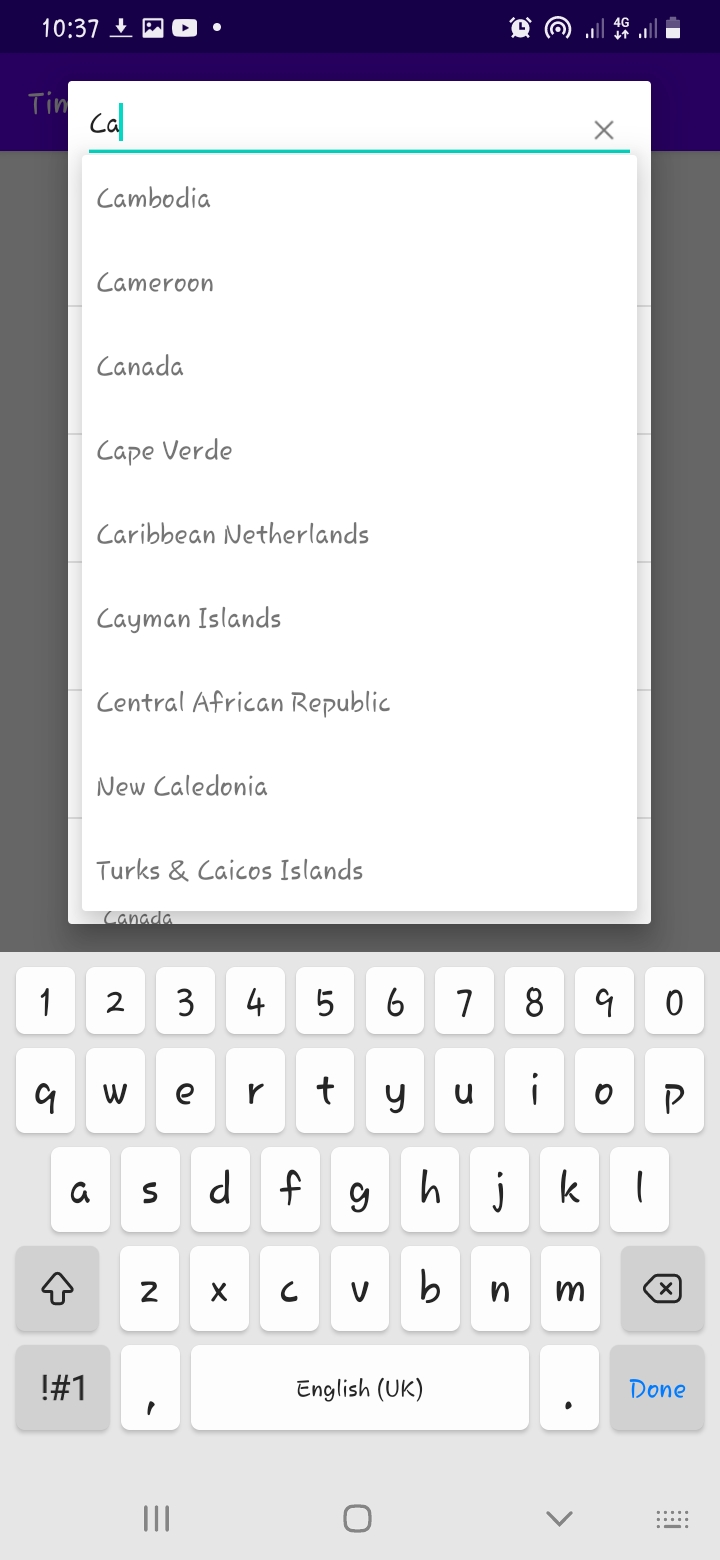 10:37
4G
Tim
Ca
Cambodia
Cameroon
Canada
Cape Verde
Caribbean Netherlands
Cayman Islands
Central African Republic
New Caledonia
Turks & Caicos Islands
Canada
1 2 3 4 5 6 7 8 9 0
q w e r t y u i o p
a s d f g h j k l
z x c v b n m
!#1 , English (UK) . Done